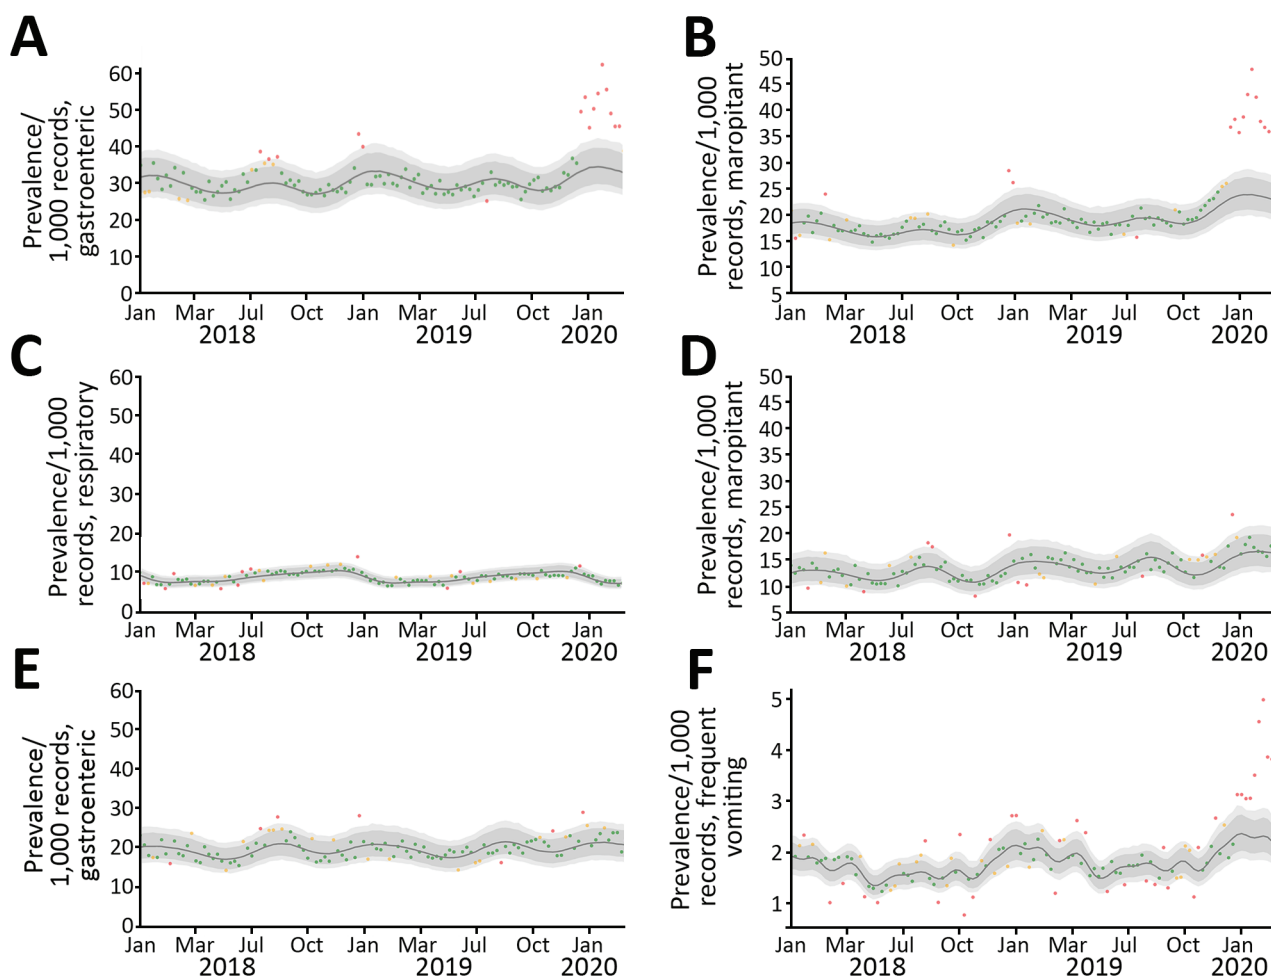 A
Prevalence/
1,000 records,
gastroenteric
60
50
40
30
20
10
0
Jan Mar Jul Oct Jan Mar Jul Oct Jan
2018 2019 2020
B
Prevalence/1,000
records, maropitant
50
45
40
35
30
25
20
15
10
5
Jan Mar Jul Oct Jan Mar Jul Oct Jan
2018 2019 2020
C
Prevalence/1,000
records, respiratory
60
50
40
30
20
10
0
Jan Mar Jul Oct Jan Mar Jul Oct Jan
2018 2019 2020
D
Prevalence/1,000
records, maropitant
50
45
40
35
30
25
20
15
10
5
Jan Mar Jul Oct Jan Mar Jul Oct Jan
2018 2019 2020
E
Prevalence/
1,000 records,
gastroenteric
60
50
40
30
20
10
0
Jan Mar Jul Oct Jan Mar Jul Oct Jan
2018 2019 2020
F
Prevalence/1,000
records, frequent
vomiting
5
4
3
2
1
Jan Mar Jul Oct Jan Mar Jul Oct Jan
2018 2019 2020